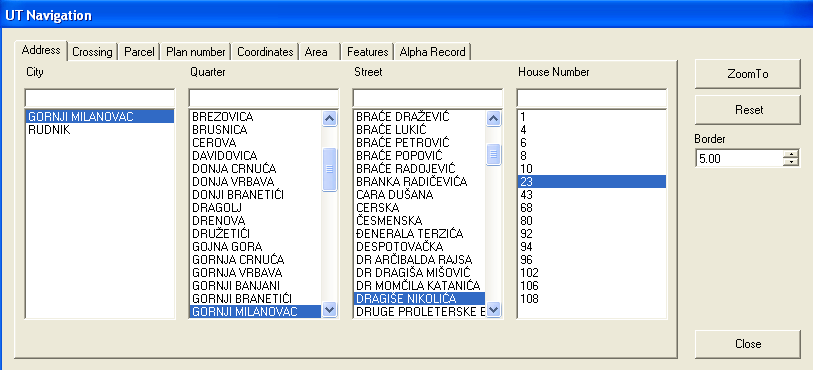 UT Navigation
Address Crossing Parcel Plan number Coordinates Area Features Alpha Record
City
GORNJI MILANOVAC
RUDNIK
Quarter
BREZOVICA
BRUSNICA
CEROVA
DAVIDOVICA
DONJA CRNUĆA
DONJA VRBAVA
DONJI BRANETIĆI
DRAGOLJ
DRENOVA
DRUŽETIĆI
GOJNA GORA
GORNJA CRNUĆA
GORNJA VRBAVA
GORNJI BANJANI
GORNJI BRANETIĆI
GORNJI MILANOVAC
Street
BRAĆE DRAŽEVIĆ
BRAĆE LUKIĆ
BRAĆE PETROVIĆ
BRAĆE POPOVIĆ
BRAĆE RADOJEVIĆ
BRANKA RADIČEVIĆA
CARA DUŠANA
CERSKA
ČESMENSKA
ĐENERALA TERZIĆA
DESPOTOVAČKA
DR ARČIBALDA RAJSA
DR DRAGIŠA MIŠOVIĆ
DR MOMČILA KATANIĆA
DRAGIŠE NIKOLIĆA
DRUGE PROLETERSKE B
House Number
1
4
6
8
10
23
43
68
80
92
94
96
102
106
108
ZoomTo
Reset
Border
5.00
Close